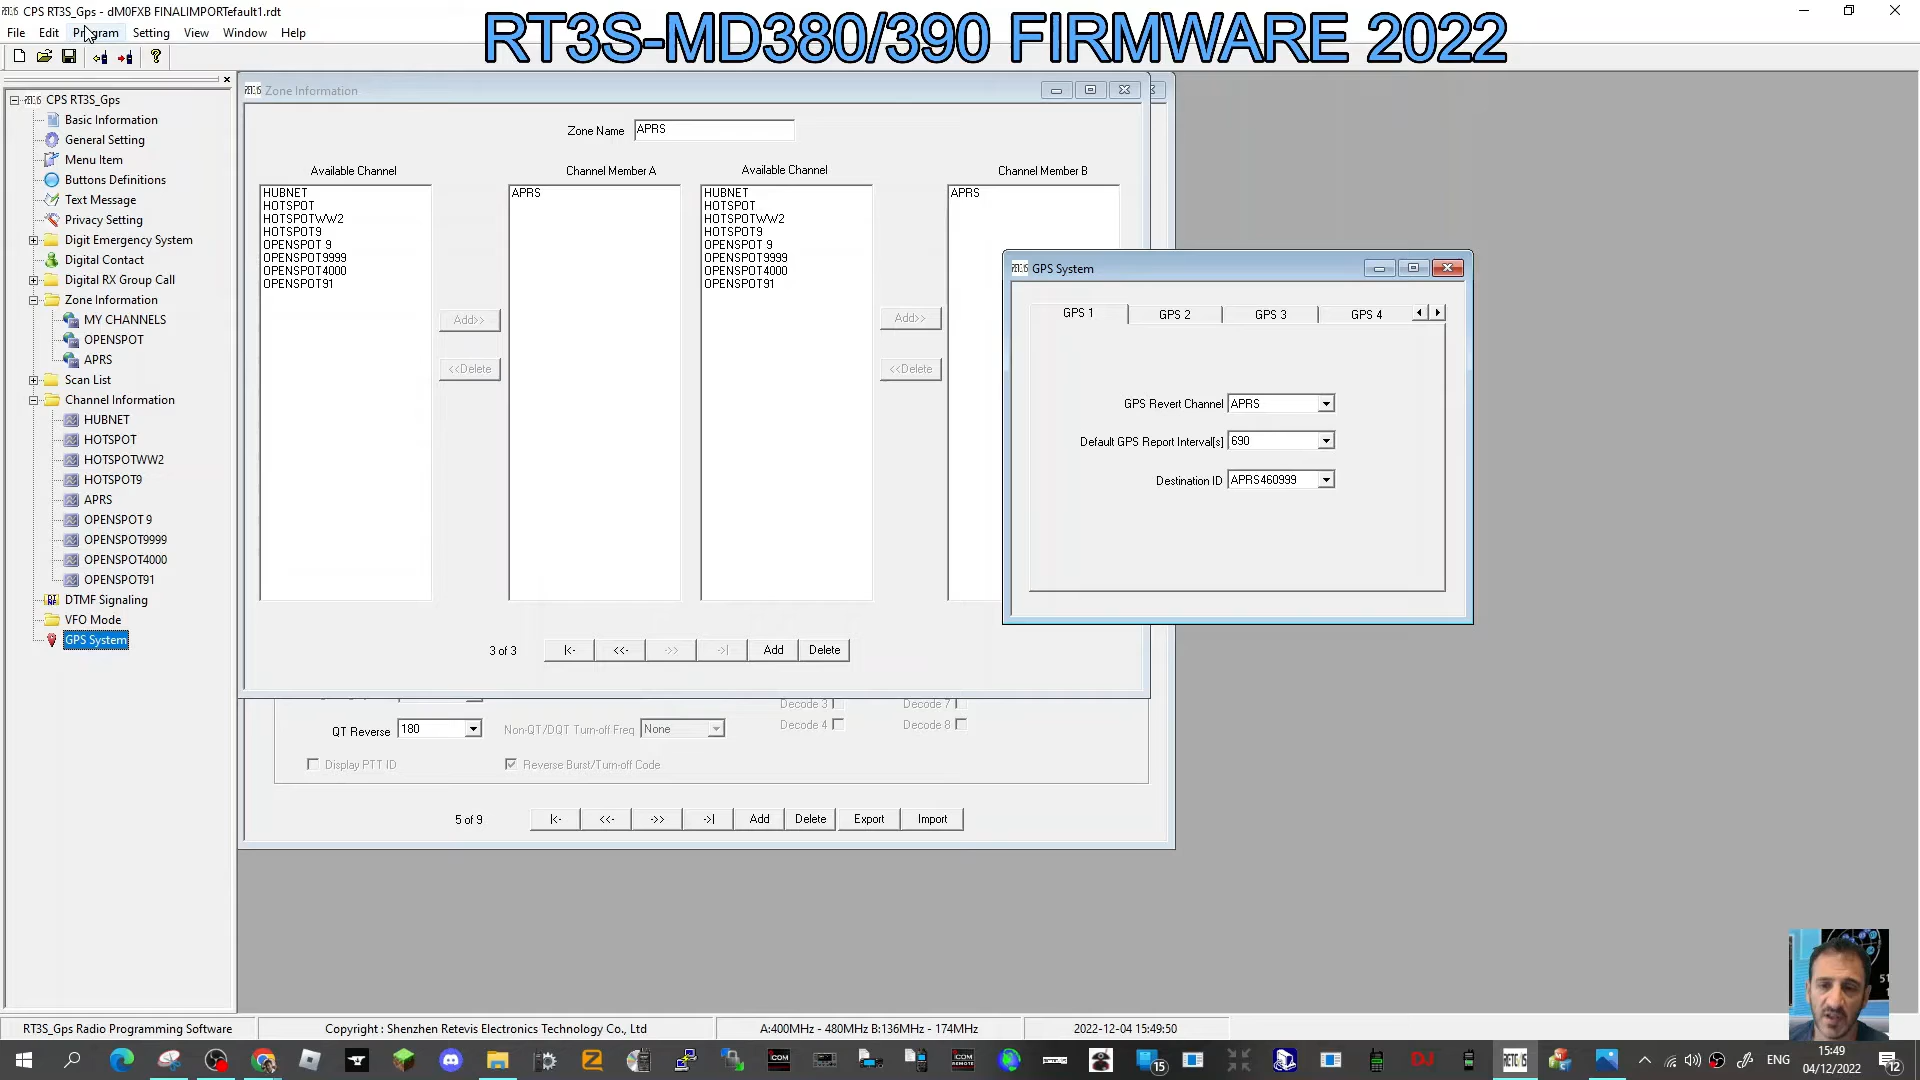 CPS RT3S_Gps - dM0FXB FINALIMPORTefault1.rdt
File Edit Program Setting View Window Help
RT3S-MD380/390 FIRMWARE 2022
CPS RT3S_Gps
Basic Information
General Setting
Menu Item
Buttons Definitions
Text Message
Privacy Setting
Digit Emergency System
Digital Contact
Digital RX Group Call
Zone Information
MY CHANNELS
OPENSPOT
APRS
Scan List
Channel Information
HUBNET
HOTSPOT
HOTSPOTWW2
HOTSPOT9
APRS
OPENSPOT 9
OPENSPOT9999
OPENSPOT4000
OPENSPOT91
DTMF Signaling
VFO Mode
GPS System
Zone Information
Zone Name APRS
Available Channel Channel Member A Available Channel Channel Member B
HUBNET
HOTSPOT
HOTSPOTWW2
HOTSPOT9
OPENSPOT 9
OPENSPOT9999
OPENSPOT4000
OPENSPOT91
Add>>
<<Delete
APRS
HUBNET
HOTSPOT
HOTSPOTWW2
HOTSPOT9
OPENSPOT 9
OPENSPOT9999
OPENSPOT4000
OPENSPOT91
Add>>
<<Delete
APRS
3 of 3 |<- <<- ->> ->| Add Delete
GPS System
GPS 1 GPS 2 GPS 3 GPS 4
GPS Revert Channel APRS
Default GPS Report Interval[s] 690
Destination ID APRS460999
Decode 3 Decode 7
QT Reverse 180 Non-QT/DQT Turn-off Freq None Decode 4 Decode 8
Display PTT ID Reverse Burst/Turn-off Code
5 of 9 |<- <<- ->> ->| Add Delete Export Import
RT3S_Gps Radio Programming Software Copyright : Shenzhen Retevis Electronics Technology Co., Ltd A:400MHz - 480MHz B:136MHz - 174MHz 2022-12-04 15:49:50
15
ENG
15:49
04/12/2022
12